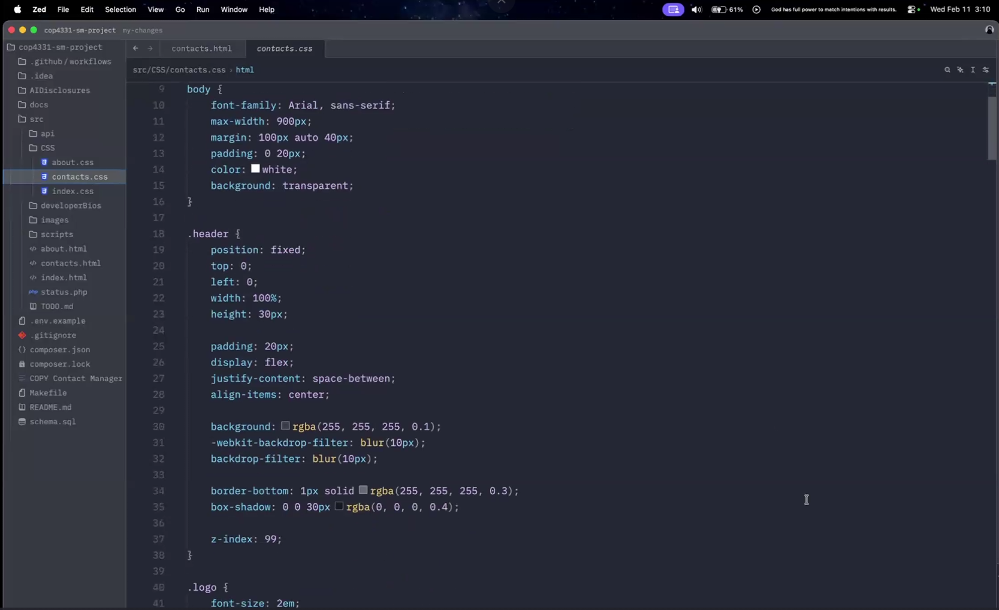 Zed File Edit Selection View Go Run Window Help 61% God has full power to match intentions with results. Wed Feb 11 3:10
cop4331-sm-project my-changes
cop4331-sm-project
.github/workflows
.idea
AIDisclosures
docs
src
api
CSS
about.css
contacts.css
index.css
developerBios
images
scripts
about.html
contacts.html
index.html
php status.php
TODO.md
.env.example
.gitignore
composer.json
composer.lock
COPY Contact Manager
Makefile
README.md
schema.sql
contacts.html contacts.css
src/CSS/contacts.css › html
9 body {
10 font-family: Arial, sans-serif;
11 max-width: 900px;
12 margin: 100px auto 40px;
13 padding: 0 20px;
14 color: white;
15 background: transparent;
16 }
17
18 .header {
19 position: fixed;
20 top: 0;
21 left: 0;
22 width: 100%;
23 height: 30px;
24
25 padding: 20px;
26 display: flex;
27 justify-content: space-between;
28 align-items: center;
29
30 background: rgba(255, 255, 255, 0.1);
31 -webkit-backdrop-filter: blur(10px);
32 backdrop-filter: blur(10px);
33
34 border-bottom: 1px solid rgba(255, 255, 255, 0.3);
35 box-shadow: 0 0 30px rgba(0, 0, 0, 0.4);
36
37 z-index: 99;
38 }
39
40 .logo {
41 font-size: 2em;